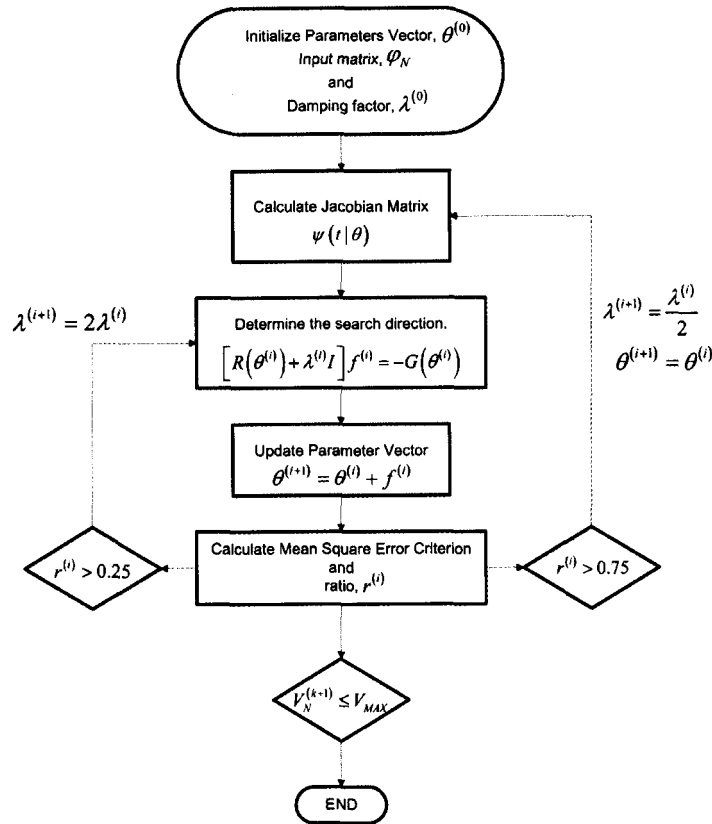 Initialize Parameters Vector, θ^(0)
Input matrix, φ_N
and
Damping factor, λ^(0)
Calculate Jacobian Matrix
ψ(t|θ)
λ^(i+1) = 2λ^(i)
Determine the search direction.
[R(θ^(i)) + λ^(i) I] f^(i) = −G(θ^(i))
λ^(i+1) = λ^(i) / 2
θ^(i+1) = θ^(i)
Update Parameter Vector
θ^(i+1) = θ^(i) + f^(i)
r^(i) > 0.25
Calculate Mean Square Error Criterion
and
ratio, r^(i)
r^(i) > 0.75
V_N^(k+1) ≤ V_MAX
END